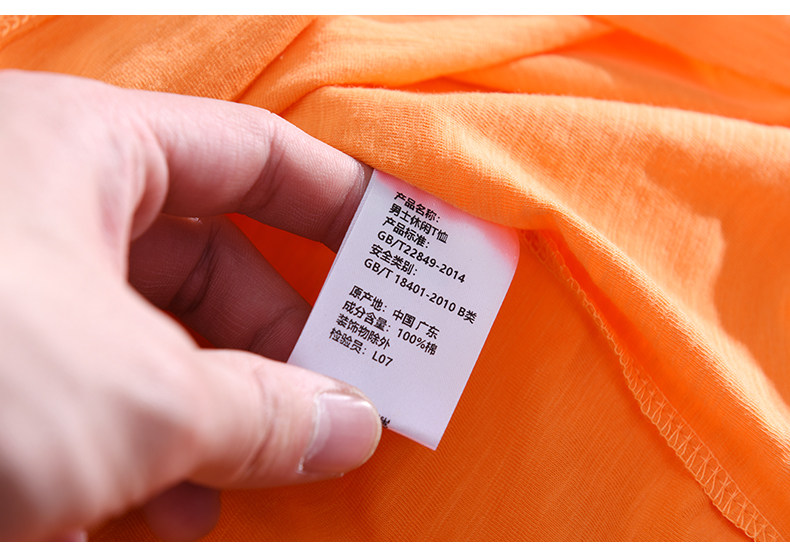 产品名称：
男士休闲T恤
产品标准：
GB/T22849-2014
安全类别：
GB/T 18401-2010 B类
原产地：中国 广东
成分含量：100%棉
装饰物除外
检验员：L07